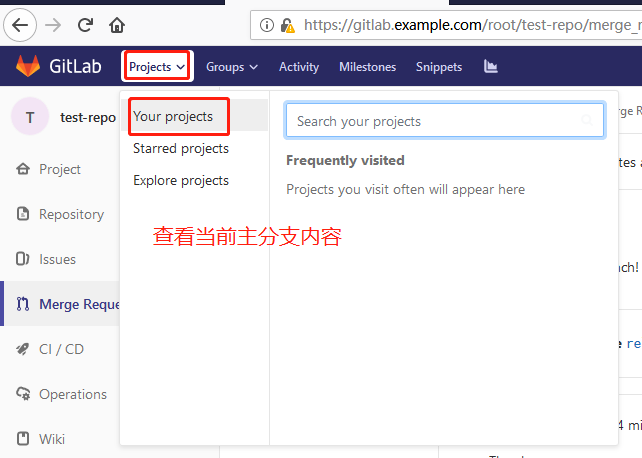 https://gitlab.example.com/root/test-repo/merge_r
GitLab Projects Groups Activity Milestones Snippets
T test-repo
Project
Repository
Issues
Merge Reque
CI / CD
Operations
Wiki
Your projects
Starred projects
Explore projects
Search your projects
Frequently visited
Projects you visit often will appear here
查看当前主分支内容
rge R
tes a
ch!
re
4 mi